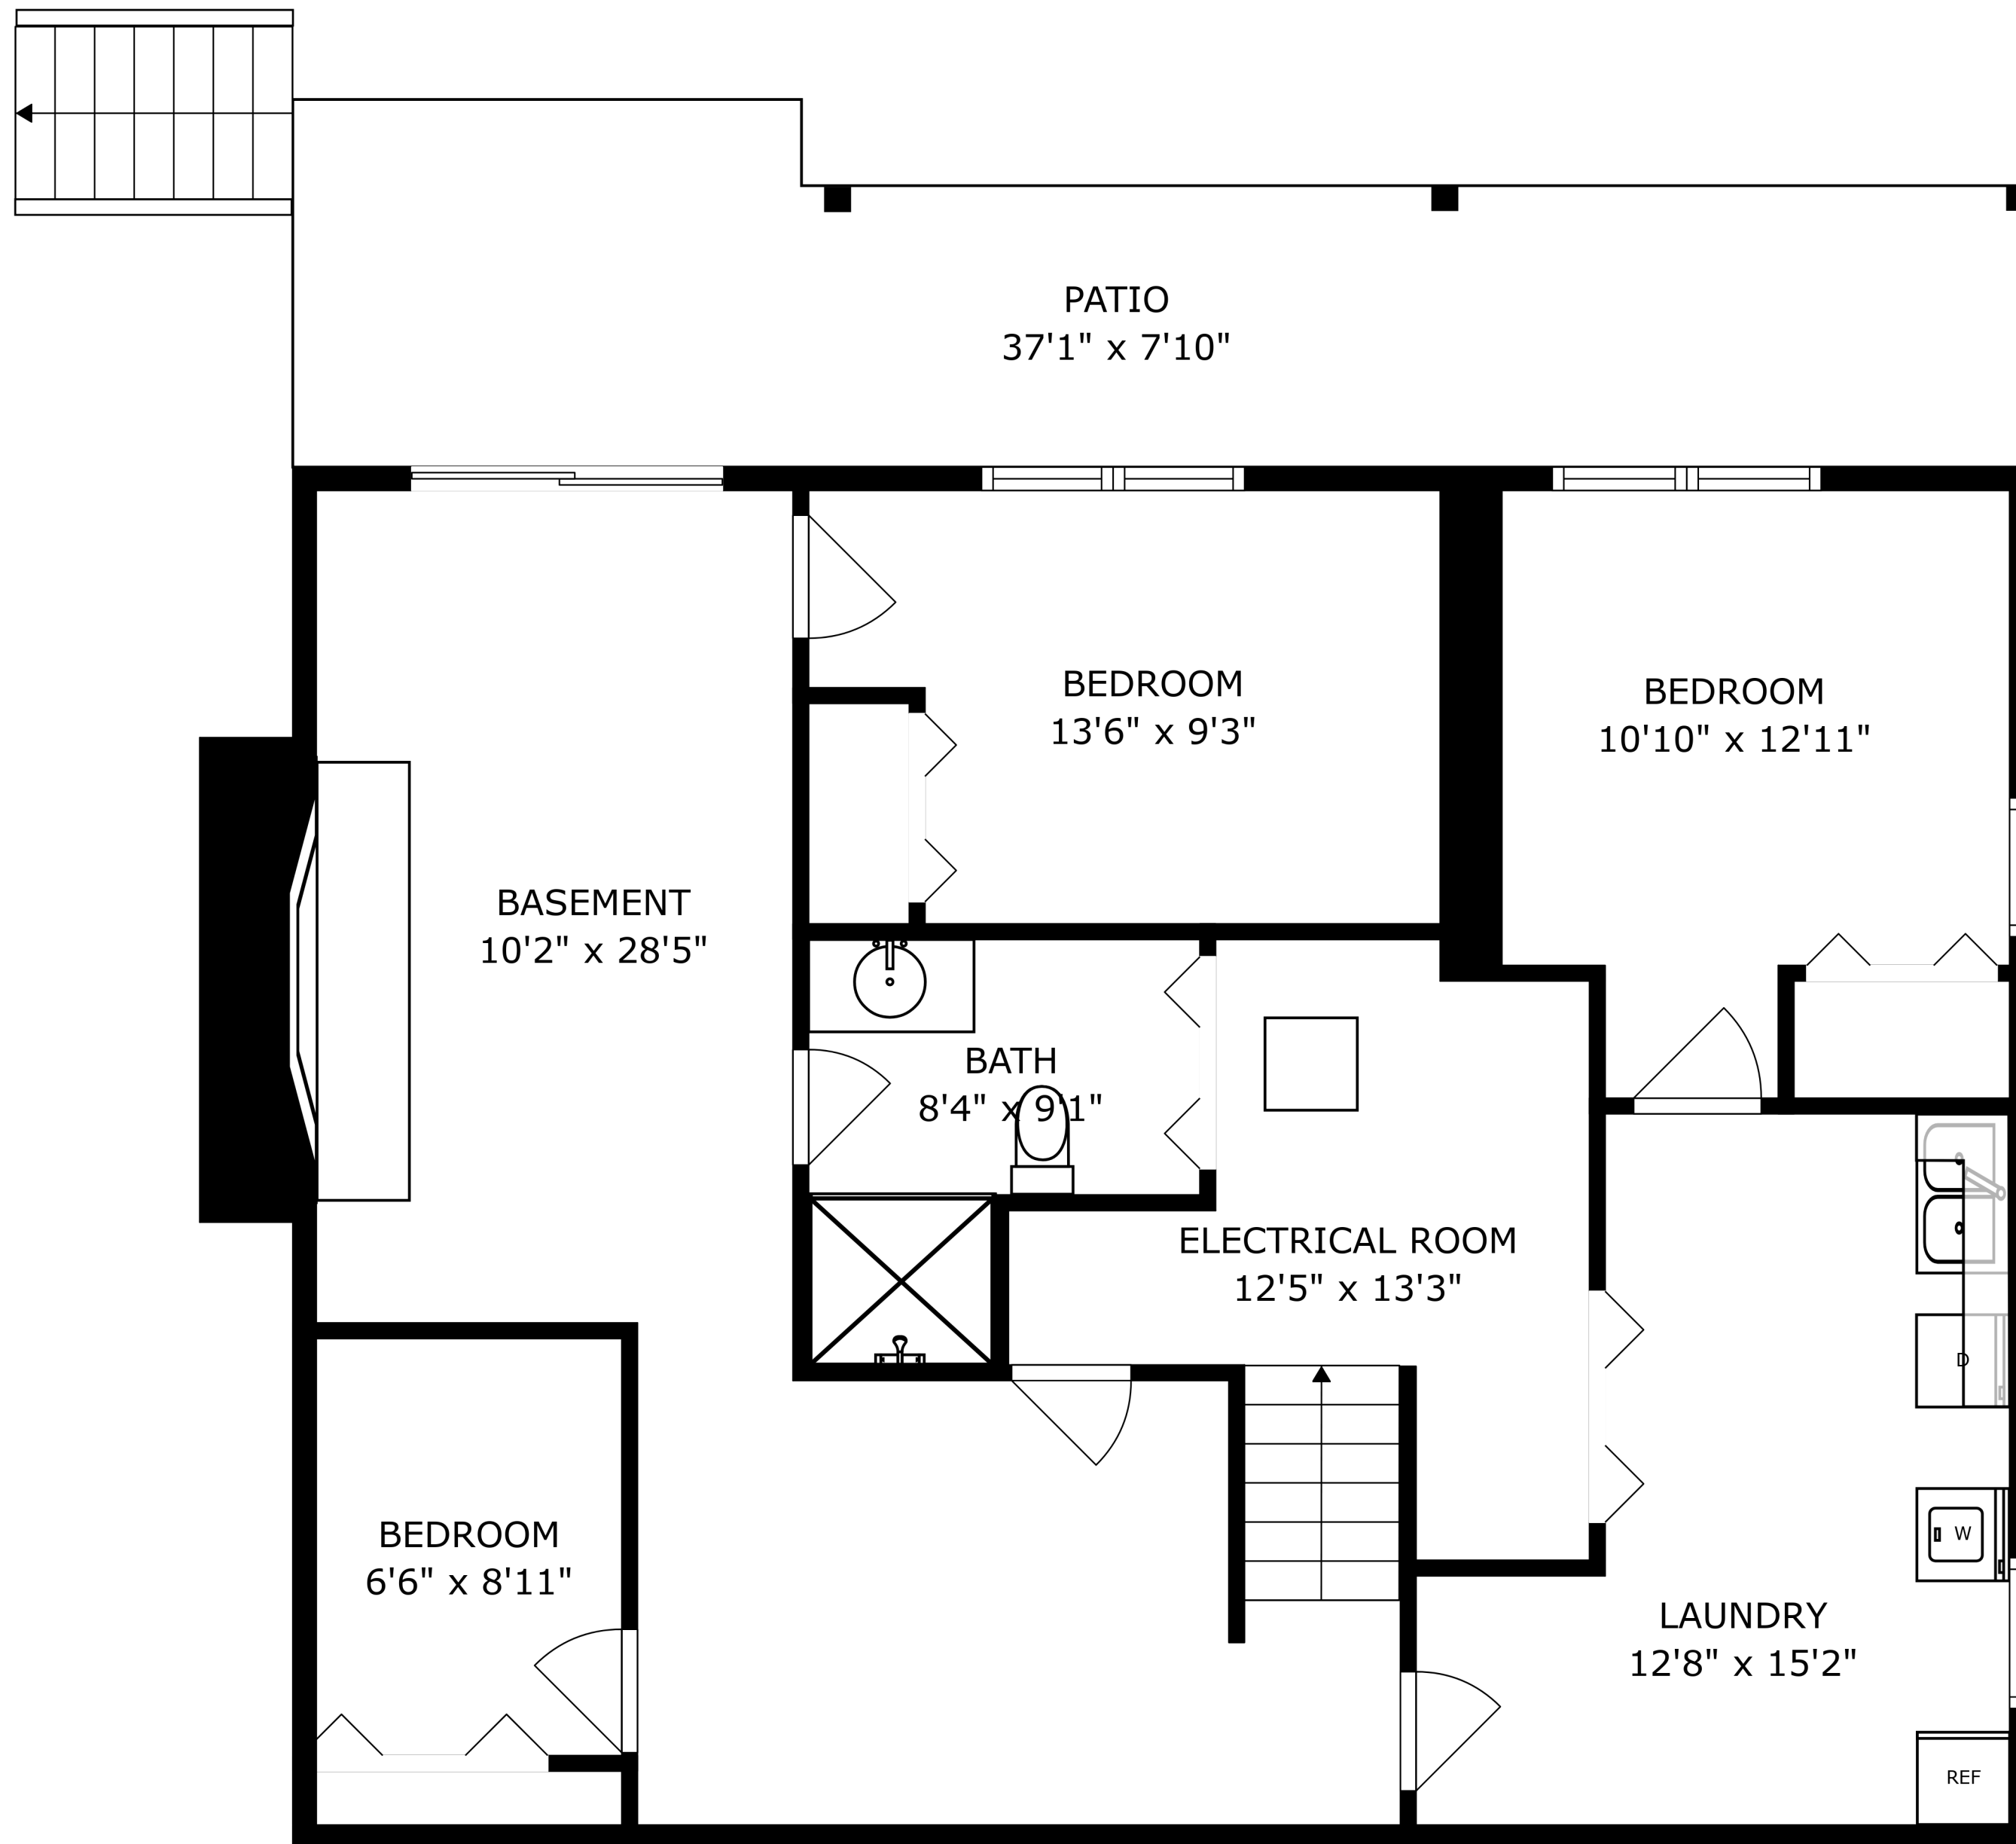 PATIO
37'1" x 7'10"
BEDROOM
13'6" x 9'3"
BEDROOM
10'10" x 12'11"
BASEMENT
10'2" x 28'5"
BATH
8'4" x 9'1"
ELECTRICAL ROOM
12'5" x 13'3"
D
BEDROOM
6'6" x 8'11"
W
LAUNDRY
12'8" x 15'2"
REF